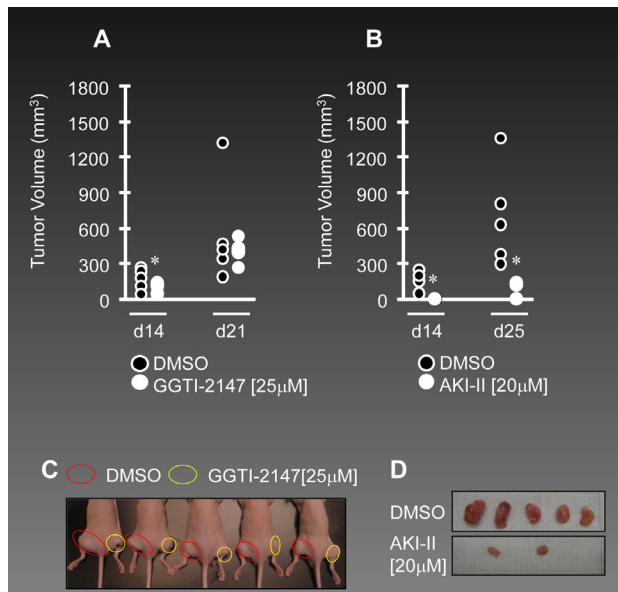 A
Tumor Volume (mm³)
1800
1500
1200
900
600
300
0
*
d14
d21
DMSO
GGTI-2147 [25μM]
B
Tumor Volume (mm³)
1800
1500
1200
900
600
300
0
*
*
d14
d25
DMSO
AKI-II [20μM]
C
DMSO
GGTI-2147[25μM]
D
DMSO
AKI-II
[20μM]